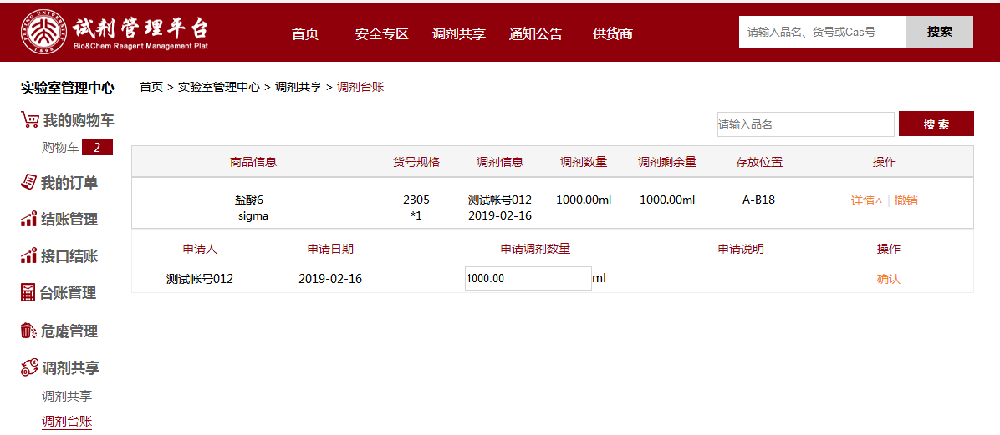 PEKING UNIVERSITY 1898
试剂管理平台
Bio&Chem Reagent Management Plat
首页 安全专区 调剂共享 通知公告 供货商
请输入品名、货号或Cas号 搜索
实验室管理中心
首页 > 实验室管理中心 > 调剂共享 > 调剂台账
我的购物车
购物车 2
我的订单
结账管理
接口结账
台账管理
危废管理
调剂共享
调剂共享
调剂台账
请输入品名 搜 索
商品信息 货号规格 调剂信息 调剂数量 调剂剩余量 存放位置 操作
盐酸6 2305 测试帐号012 1000.00ml 1000.00ml A-B18 详情^ | 撤销
sigma *1 2019-02-16
申请人 申请日期 申请调剂数量 申请说明 操作
测试帐号012 2019-02-16 1000.00 ml 确认